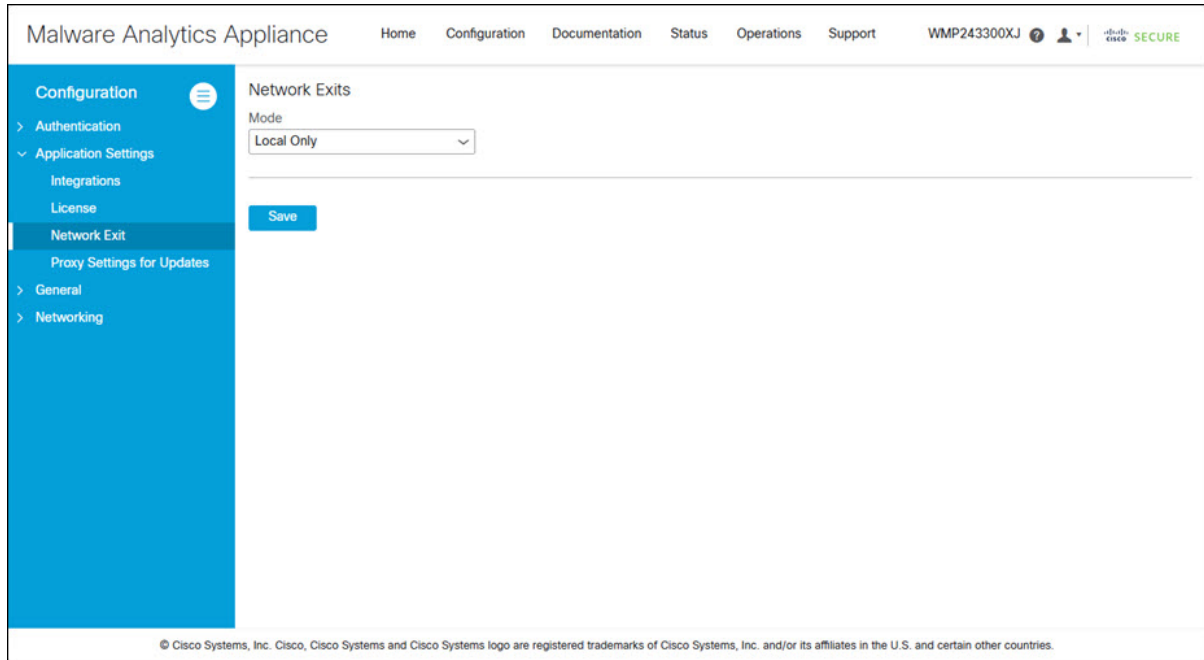 Malware Analytics Appliance Home Configuration Documentation Status Operations Support WMP243300XJ ? cisco SECURE
Configuration
Authentication
Application Settings
Integrations
License
Network Exit
Proxy Settings for Updates
General
Networking
Network Exits
Mode
Local Only
Save
© Cisco Systems, Inc. Cisco, Cisco Systems and Cisco Systems logo are registered trademarks of Cisco Systems, Inc. and/or its affiliates in the U.S. and certain other countries.